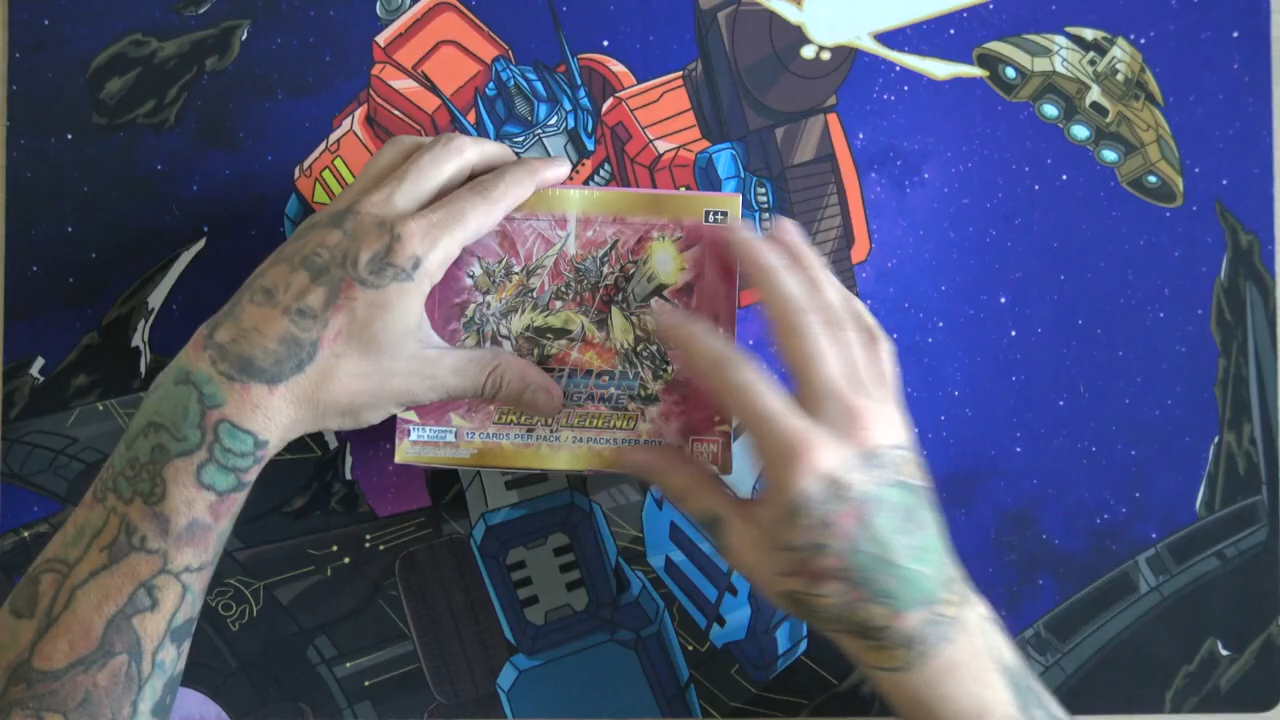 6+
MON
GAME
GREAT LEGEND
115 types
in total
12 CARDS PER PACK / 24 PACKS PER BOX
BAN
DAI